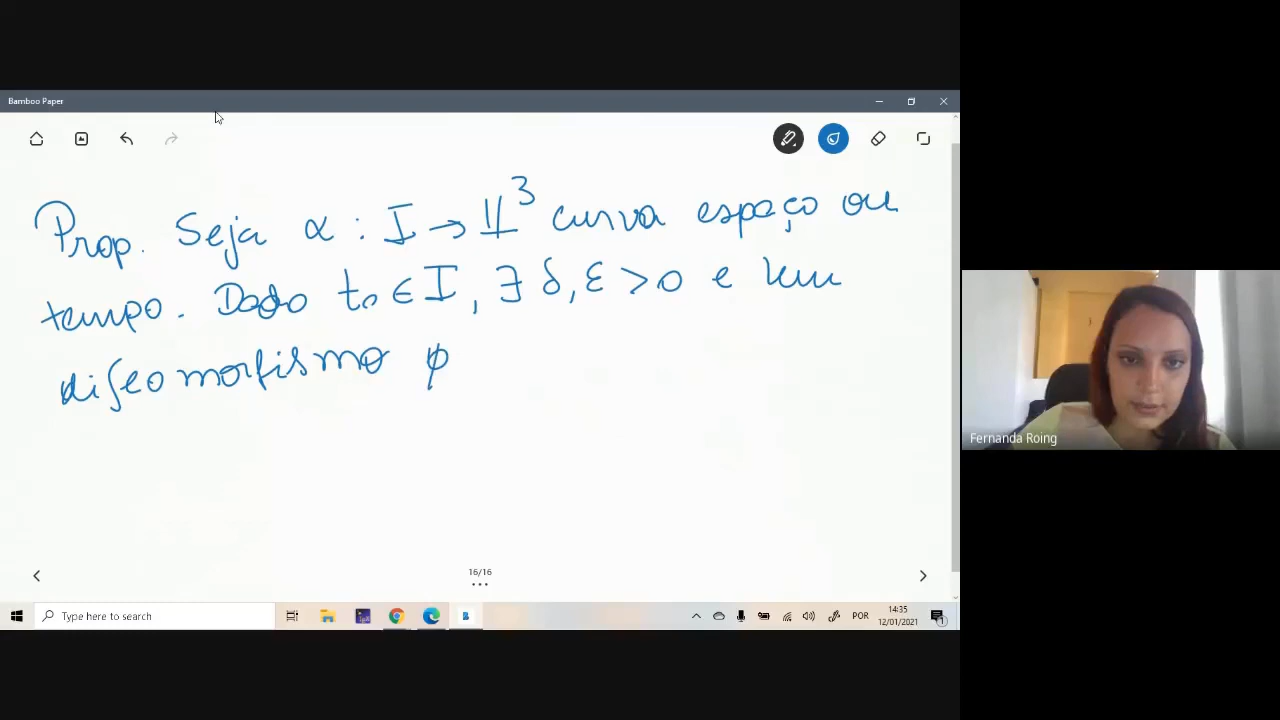 Bamboo Paper
Prop. Seja α : I → 𝕃³ curva espaço ou
tempo. Dado t₀ ∈ I, ∃ δ, ε > 0 e um
difeomorfismo φ
Fernanda Roing
16/16
Type here to search
POR
14:35
12/01/2021
1